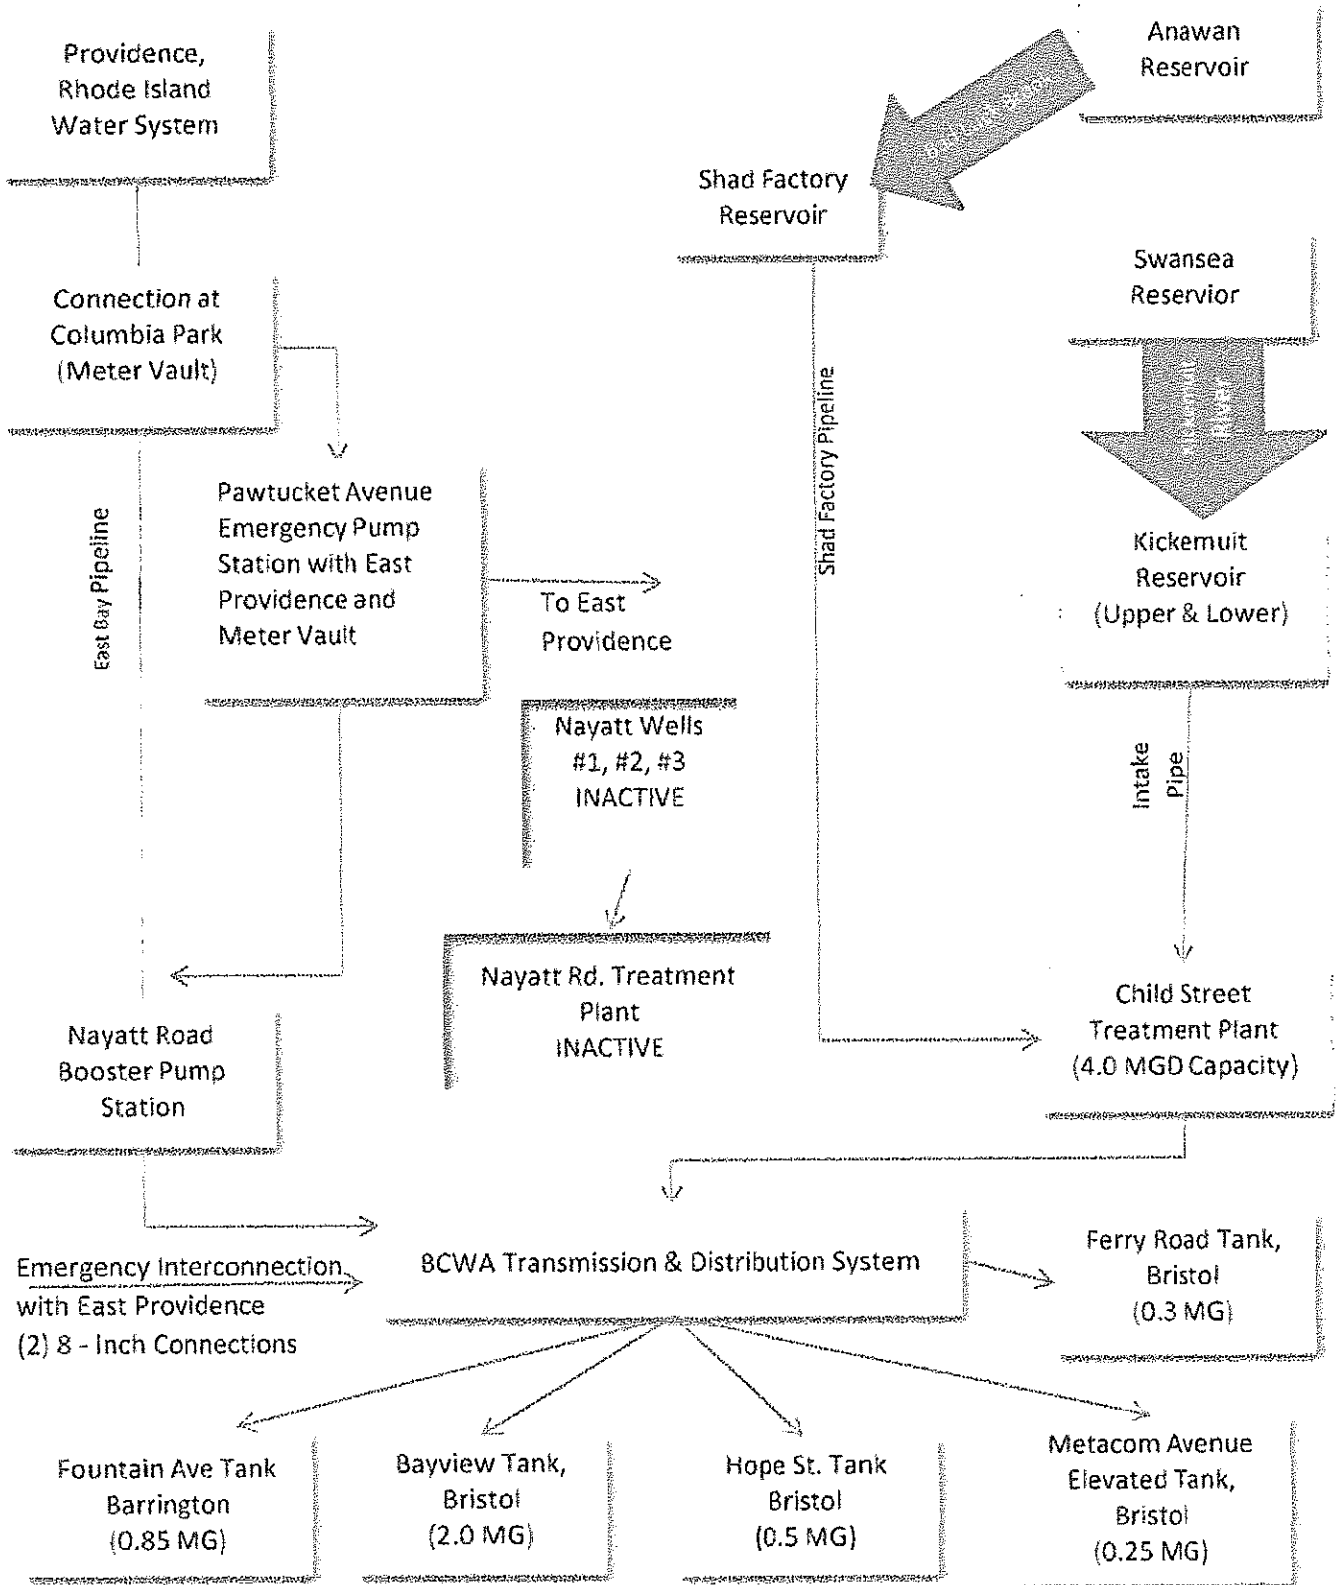 Providence,
Rhode Island
Water System
Anawan
Reservoir
Shad Factory
Reservoir
Swansea
Reservior
River
Connection at
Columbia Park
(Meter Vault)
East Bay Pipeline
Shad Factory Pipeline
Pawtucket Avenue
Emergency Pump
Station with East
Providence and
Meter Vault
To East
Providence
Kickemuit
Reservoir
(Upper & Lower)
Intake
Pipe
Nayatt Wells
#1, #2, #3
INACTIVE
Nayatt Rd. Treatment
Plant
INACTIVE
Child Street
Treatment Plant
(4.0 MGD Capacity)
Nayatt Road
Booster Pump
Station
Emergency Interconnection
with East Providence
(2) 8 - Inch Connections
BCWA Transmission & Distribution System
Ferry Road Tank,
Bristol
(0.3 MG)
Fountain Ave Tank
Barrington
(0.85 MG)
Bayview Tank,
Bristol
(2.0 MG)
Hope St. Tank
Bristol
(0.5 MG)
Metacom Avenue
Elevated Tank,
Bristol
(0.25 MG)